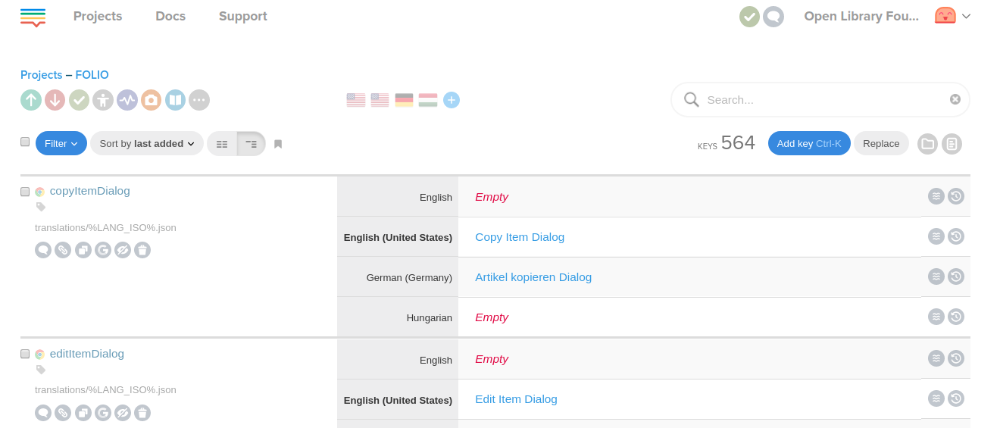 Projects Docs Support Open Library Fou...
Projects – FOLIO
Search...
Filter Sort by last added KEYS 564 Add key Ctrl-K Replace
copyItemDialog
translations/%LANG_ISO%.json
English Empty
English (United States) Copy Item Dialog
German (Germany) Artikel kopieren Dialog
Hungarian Empty
editItemDialog
translations/%LANG_ISO%.json
English Empty
English (United States) Edit Item Dialog